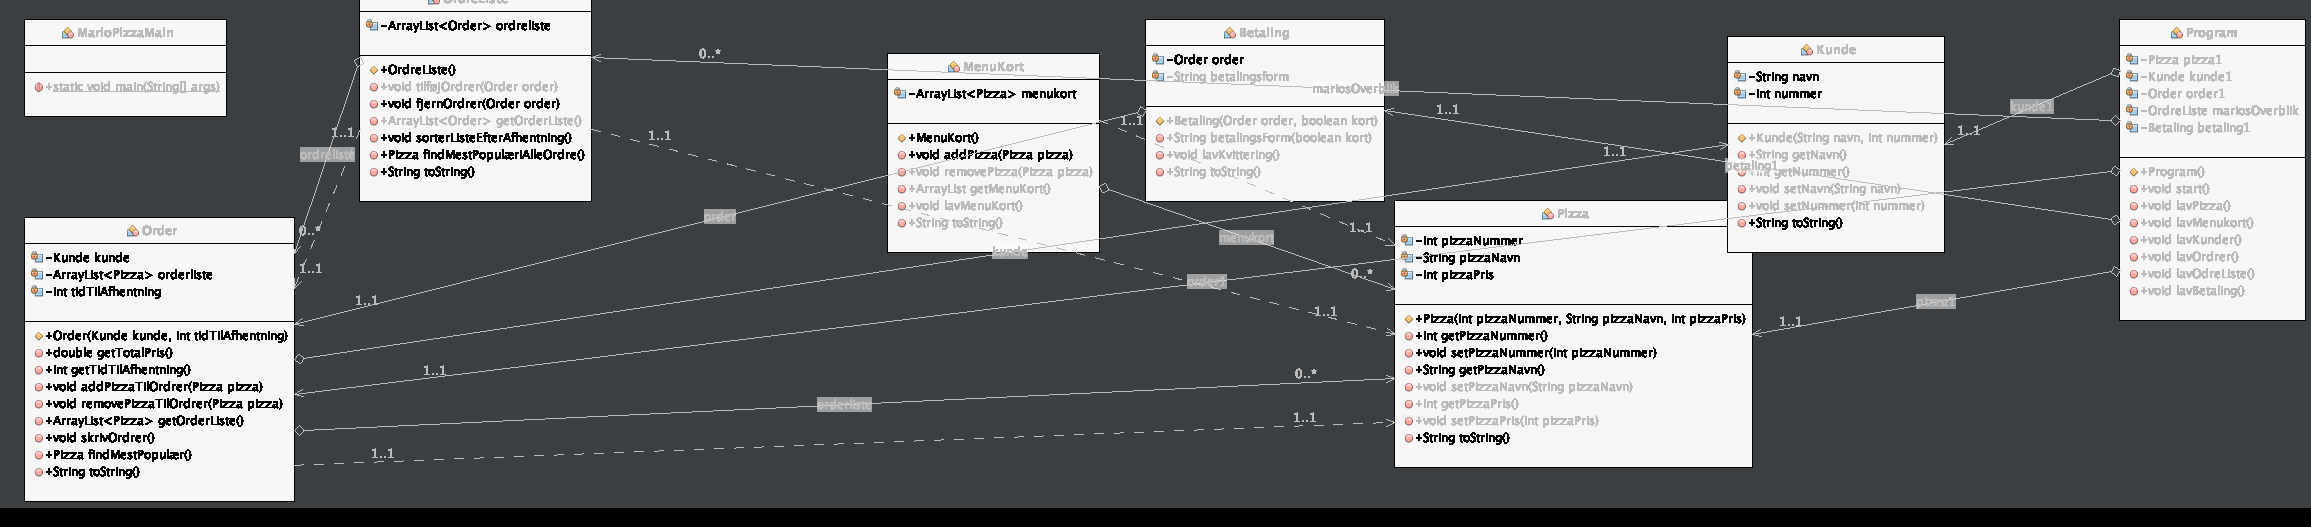 MarioPizzaMain
+static void main(String[] args)
OrdreListe
-ArrayList<Order> ordreliste
+OrdreListe()
+void tilføjOrdrer(Order order)
+void fjernOrdrer(Order order)
+ArrayList<Order> getOrderListe()
+void sorterListeEfterAfhentning()
+Pizza findMestPopulæriAlleOrdre()
+String toString()
MenuKort
-ArrayList<Pizza> menukort
+MenuKort()
+void addPizza(Pizza pizza)
+void removePizza(Pizza pizza)
+ArrayList getMenuKort()
+void lavMenuKort()
+String toString()
Betaling
-Order order
-String betalingsform
+Betaling(Order order, boolean kort)
+String betalingsForm(boolean kort)
+void lavKvittering()
+String toString()
Kunde
-String navn
-int nummer
+Kunde(String navn, int nummer)
+String getNavn()
+int getNummer()
+void setNavn(String navn)
+void setNummer(int nummer)
+String toString()
Program
-Pizza pizza1
-Kunde kunde1
-Order order1
-OrdreListe mariosOverblik
-Betaling betaling1
+Program()
+void start()
+void lavPizza()
+void lavMenukort()
+void lavKunder()
+void lavOrdrer()
+void lavOdreListe()
+void lavBetaling()
Order
-Kunde kunde
-ArrayList<Pizza> orderliste
-int tidTilAfhentning
+Order(Kunde kunde, int tidTilAfhentning)
+double getTotalPris()
+int getTidTilAfhentning()
+void addPizzaTilOrdrer(Pizza pizza)
+void removePizzaTilOrdrer(Pizza pizza)
+ArrayList<Pizza> getOrderListe()
+void skrivOrdrer()
+Pizza findMestPopulær()
+String toString()
Pizza
-int pizzaNummer
-String pizzaNavn
-int pizzaPris
+Pizza(int pizzaNummer, String pizzaNavn, int pizzaPris)
+int getPizzaNummer()
+void setPizzaNummer(int pizzaNummer)
+String getPizzaNavn()
+void setPizzaNavn(String pizzaNavn)
+int getPizzaPris()
+void setPizzaPris(int pizzaPris)
+String toString()
0..*
mariosOverblik
1..1
ordreliste
0..*
1..1
1..1
1..1
order
1..1
kunde
1..1
1..1
betaling1
1..1
kunde1
1..1
1..1
menukort
0..*
order1
1..1
1..1
pizza1
1..1
orderliste
0..*
1..1
1..1